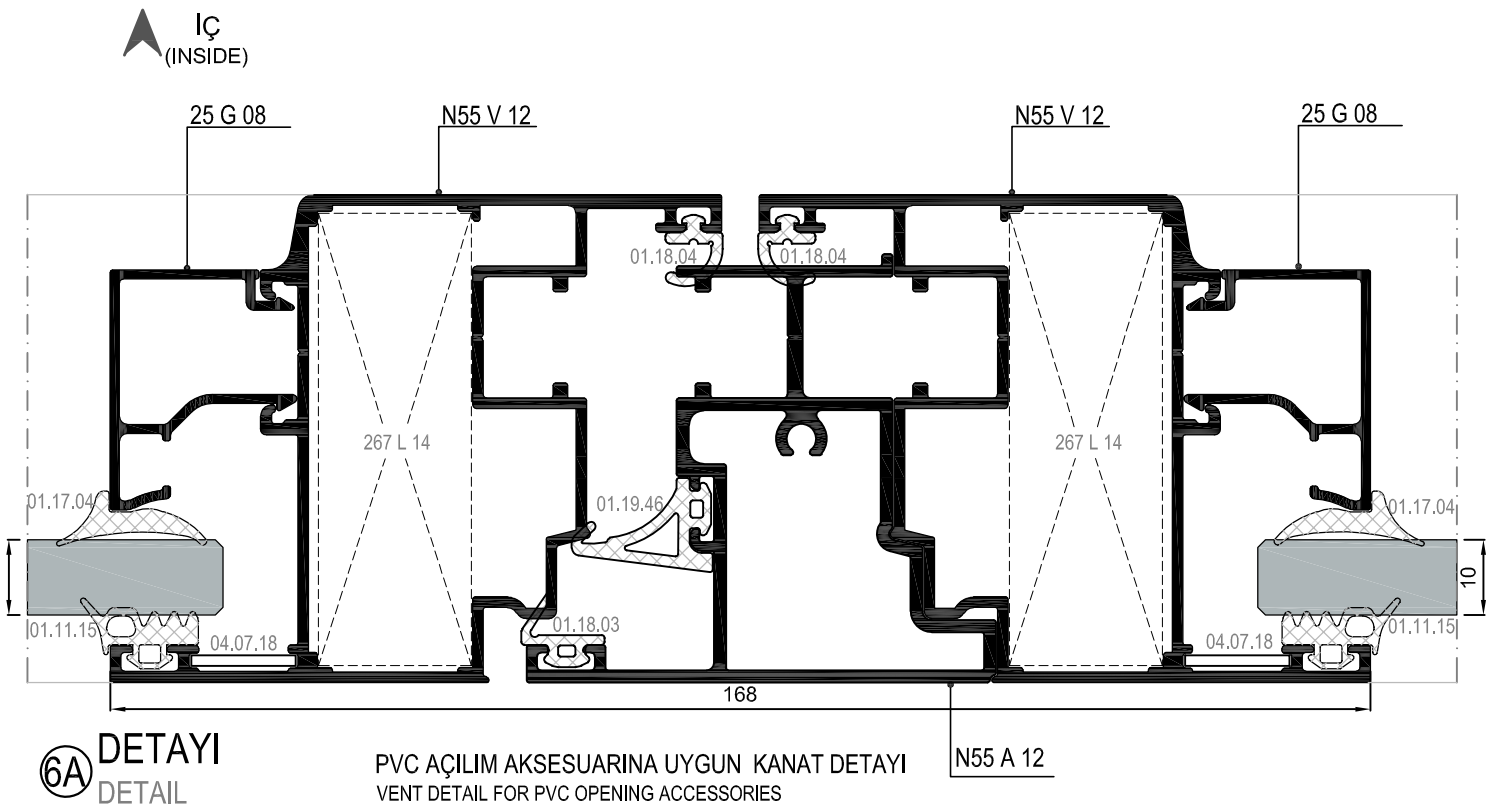 İÇ
(INSIDE)
25 G 08
N55 V 12
N55 V 12
25 G 08
01.18.04
01.18.04
267 L 14
267 L 14
01.17.04
01.19.46
01.17.04
10
01.11.15
04.07.18
01.18.03
04.07.18
01.11.15
168
6A
DETAYI
DETAIL
PVC AÇILIM AKSESUARINA UYGUN KANAT DETAYI
VENT DETAIL FOR PVC OPENING ACCESSORIES
N55 A 12